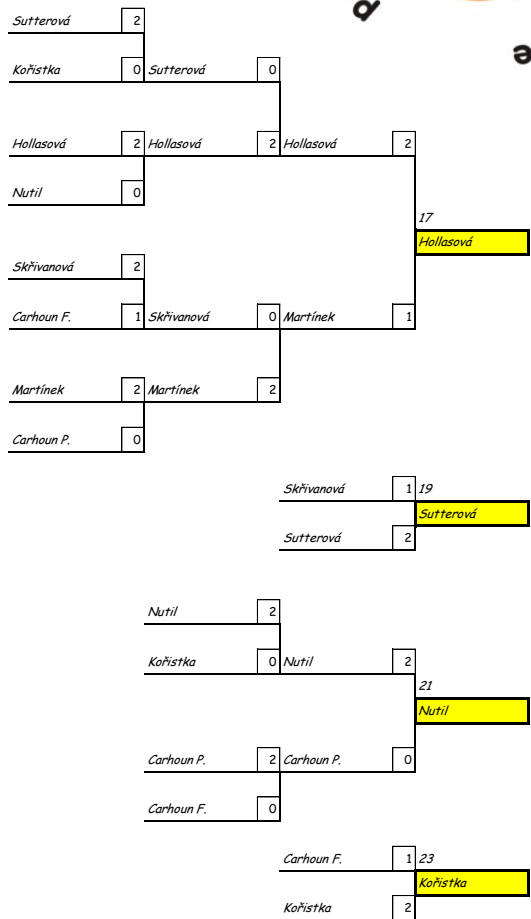 d
e
Sutterová 2
Kořistka 0 Sutterová 0
Hollasová 2 Hollasová 2 Hollasová 2
Nutil 0
17
Hollasová
Skřivanová 2
Carhoun F. 1 Skřivanová 0 Martínek 1
Martínek 2 Martínek 2
Carhoun P. 0
Skřivanová 1 19
Sutterová
Sutterová 2
Nutil 2
Kořistka 0 Nutil 2
21
Nutil
Carhoun P. 2 Carhoun P. 0
Carhoun F. 0
Carhoun F. 1 23
Kořistka
Kořistka 2